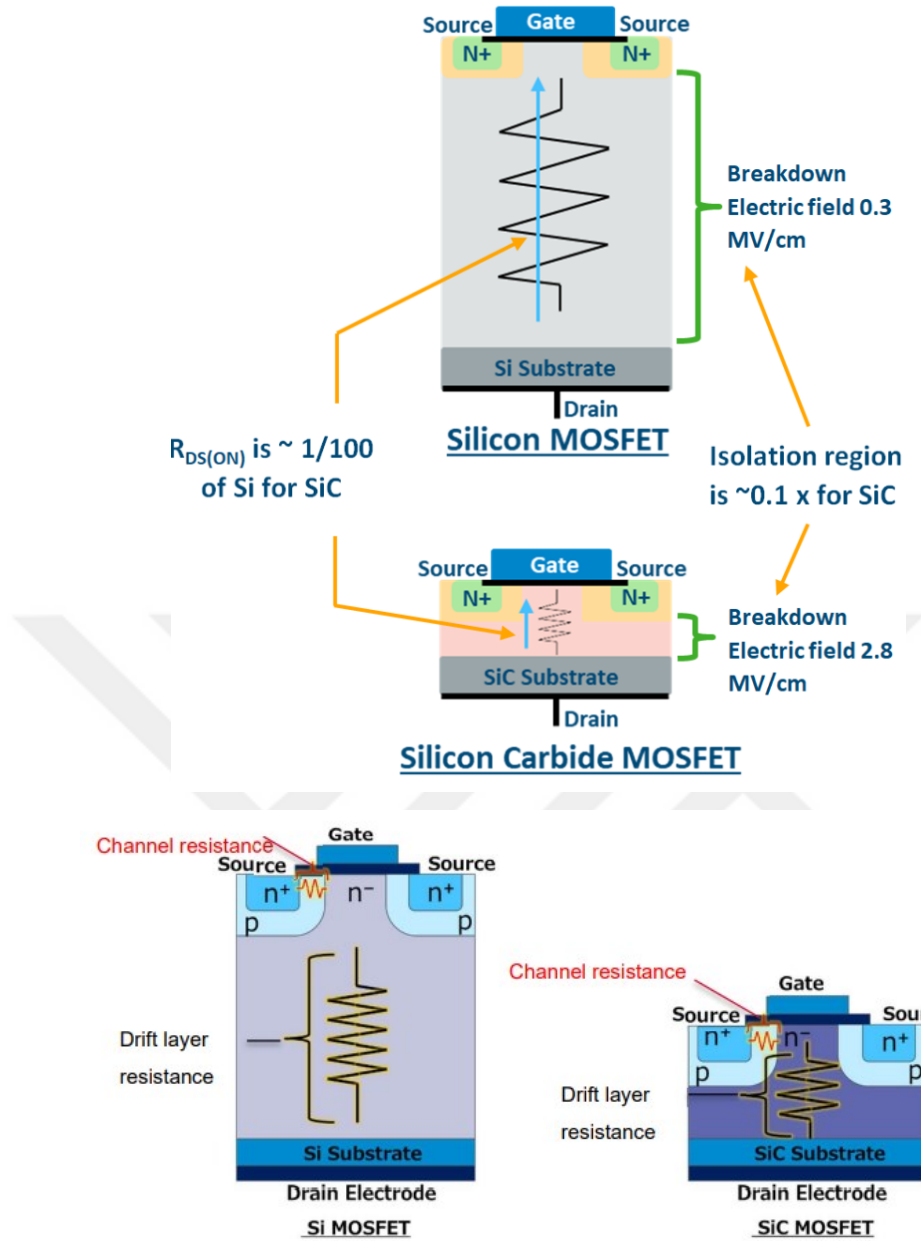 Source Gate Source
N+ N+
Breakdown
Electric field 0.3
MV/cm
Si Substrate
Drain
Silicon MOSFET
R_DS(ON) is ~ 1/100
of Si for SiC
Isolation region
is ~0.1 x for SiC
Source Gate Source
N+ N+
Breakdown
Electric field 2.8
MV/cm
SiC Substrate
Drain
Silicon Carbide MOSFET
Channel resistance
Gate
Source Source
n+ n− n+
p p
Drift layer
resistance
Si Substrate
Drain Electrode
Si MOSFET
Channel resistance
Gate
Source Sour
n+ n− n+
p p
Drift layer
resistance
SiC Substrate
Drain Electrode
SiC MOSFET